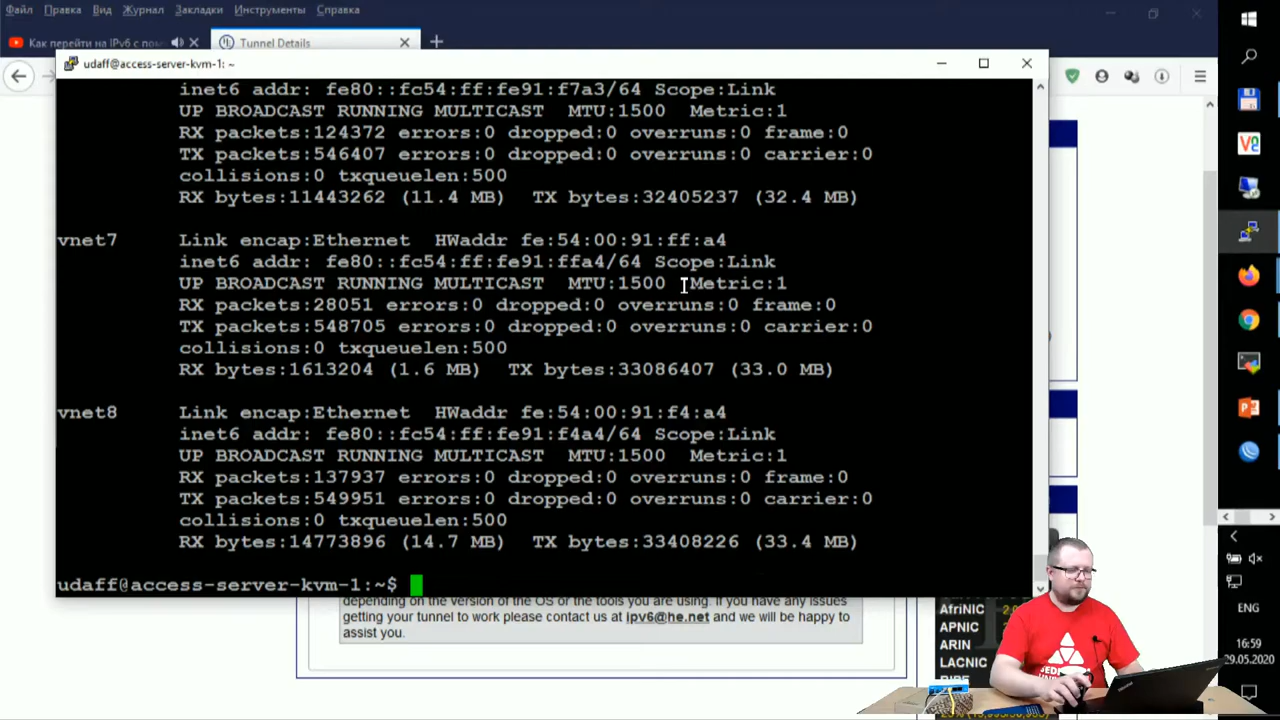 Файл Правка Вид Журнал Закладки Инструменты Справка
Как перейти на IPv6 с пом
Tunnel Details
udaff@access-server-kvm-1: ~
inet6 addr: fe80::fc54:ff:fe91:f7a3/64 Scope:Link
UP BROADCAST RUNNING MULTICAST MTU:1500 Metric:1
RX packets:124372 errors:0 dropped:0 overruns:0 frame:0
TX packets:546407 errors:0 dropped:0 overruns:0 carrier:0
collisions:0 txqueuelen:500
RX bytes:11443262 (11.4 MB) TX bytes:32405237 (32.4 MB)
vnet7 Link encap:Ethernet HWaddr fe:54:00:91:ff:a4
inet6 addr: fe80::fc54:ff:fe91:ffa4/64 Scope:Link
UP BROADCAST RUNNING MULTICAST MTU:1500 Metric:1
RX packets:28051 errors:0 dropped:0 overruns:0 frame:0
TX packets:548705 errors:0 dropped:0 overruns:0 carrier:0
collisions:0 txqueuelen:500
RX bytes:1613204 (1.6 MB) TX bytes:33086407 (33.0 MB)
vnet8 Link encap:Ethernet HWaddr fe:54:00:91:f4:a4
inet6 addr: fe80::fc54:ff:fe91:f4a4/64 Scope:Link
UP BROADCAST RUNNING MULTICAST MTU:1500 Metric:1
RX packets:137937 errors:0 dropped:0 overruns:0 frame:0
TX packets:549951 errors:0 dropped:0 overruns:0 carrier:0
collisions:0 txqueuelen:500
RX bytes:14773896 (14.7 MB) TX bytes:33408226 (33.4 MB)
udaff@access-server-kvm-1:~$
depending on the version of the OS or the tools you are using. If you have any issues
getting your tunnel to work please contact us at ipv6@he.net and we will be happy to
assist you.
AfriNIC
APNIC
ARIN
LACNIC
ENG
16:59
29.05.2020